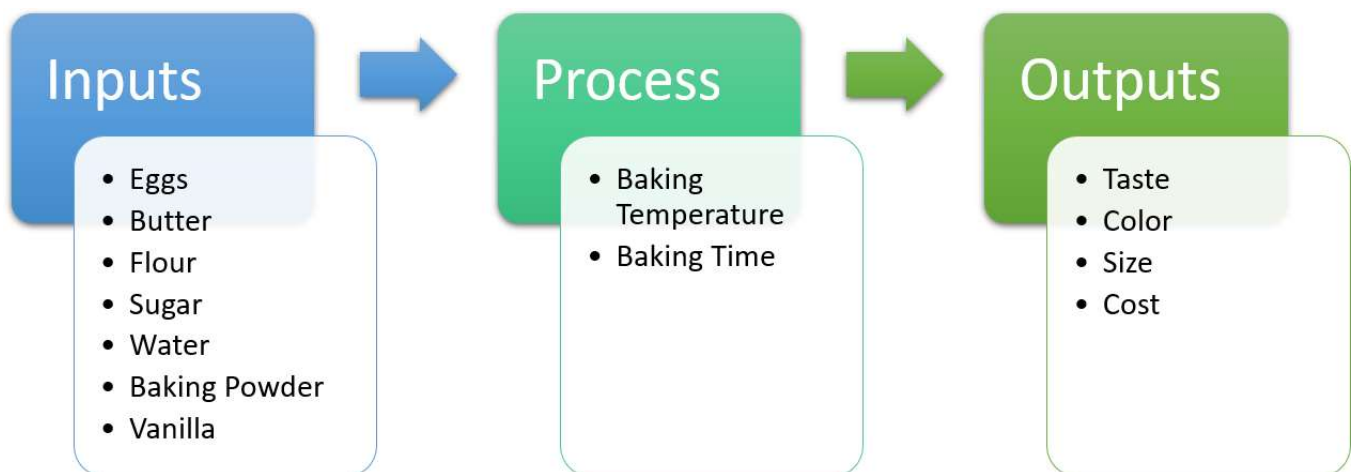 Inputs
• Eggs
• Butter
• Flour
• Sugar
• Water
• Baking Powder
• Vanilla
Process
• Baking
Temperature
• Baking Time
Outputs
• Taste
• Color
• Size
• Cost